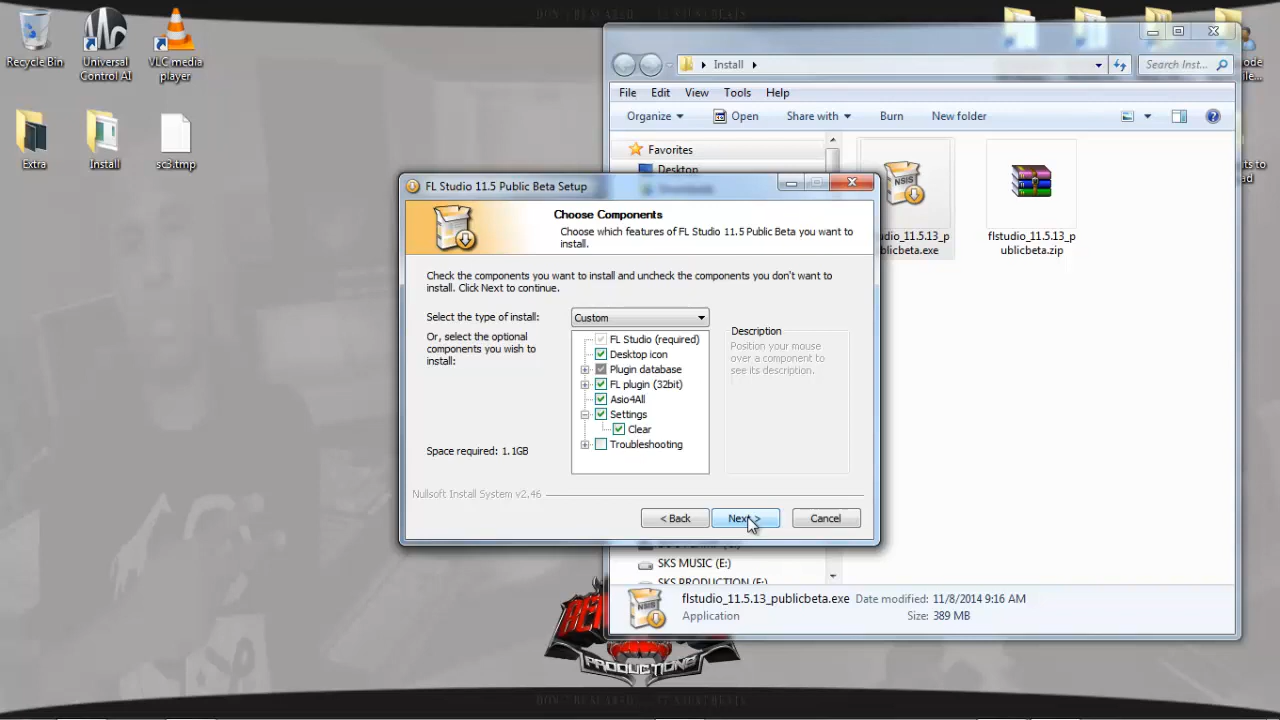 Recycle Bin
Universal
Control AI
VLC media
player
Extra
Install
sc3.tmp
Install
Search Inst...
File Edit View Tools Help
Organize Open Share with Burn New folder
Favorites
Desktop
Downloads
NSIS
blicbeta.exe
flstudio_11.5.13_p
ublicbeta.zip
FL Studio 11.5 Public Beta Setup
Choose Components
Choose which features of FL Studio 11.5 Public Beta you want to
install.
Check the components you want to install and uncheck the components you don't want to
install. Click Next to continue.
Select the type of install:
Custom
Or, select the optional
components you wish to
install:
FL Studio (required)
Desktop icon
Plugin database
FL plugin (32bit)
Asio4All
Settings
Clear
Troubleshooting
Description
Position your mouse
over a component to
see its description.
Space required: 1.1GB
Nullsoft Install System v2.46
< Back
Next >
Cancel
SKS MUSIC (E:)
SKS PRODUCTION (F:)
flstudio_11.5.13_publicbeta.exe Date modified: 11/8/2014 9:16 AM
Application Size: 389 MB
PRODUCTIONS